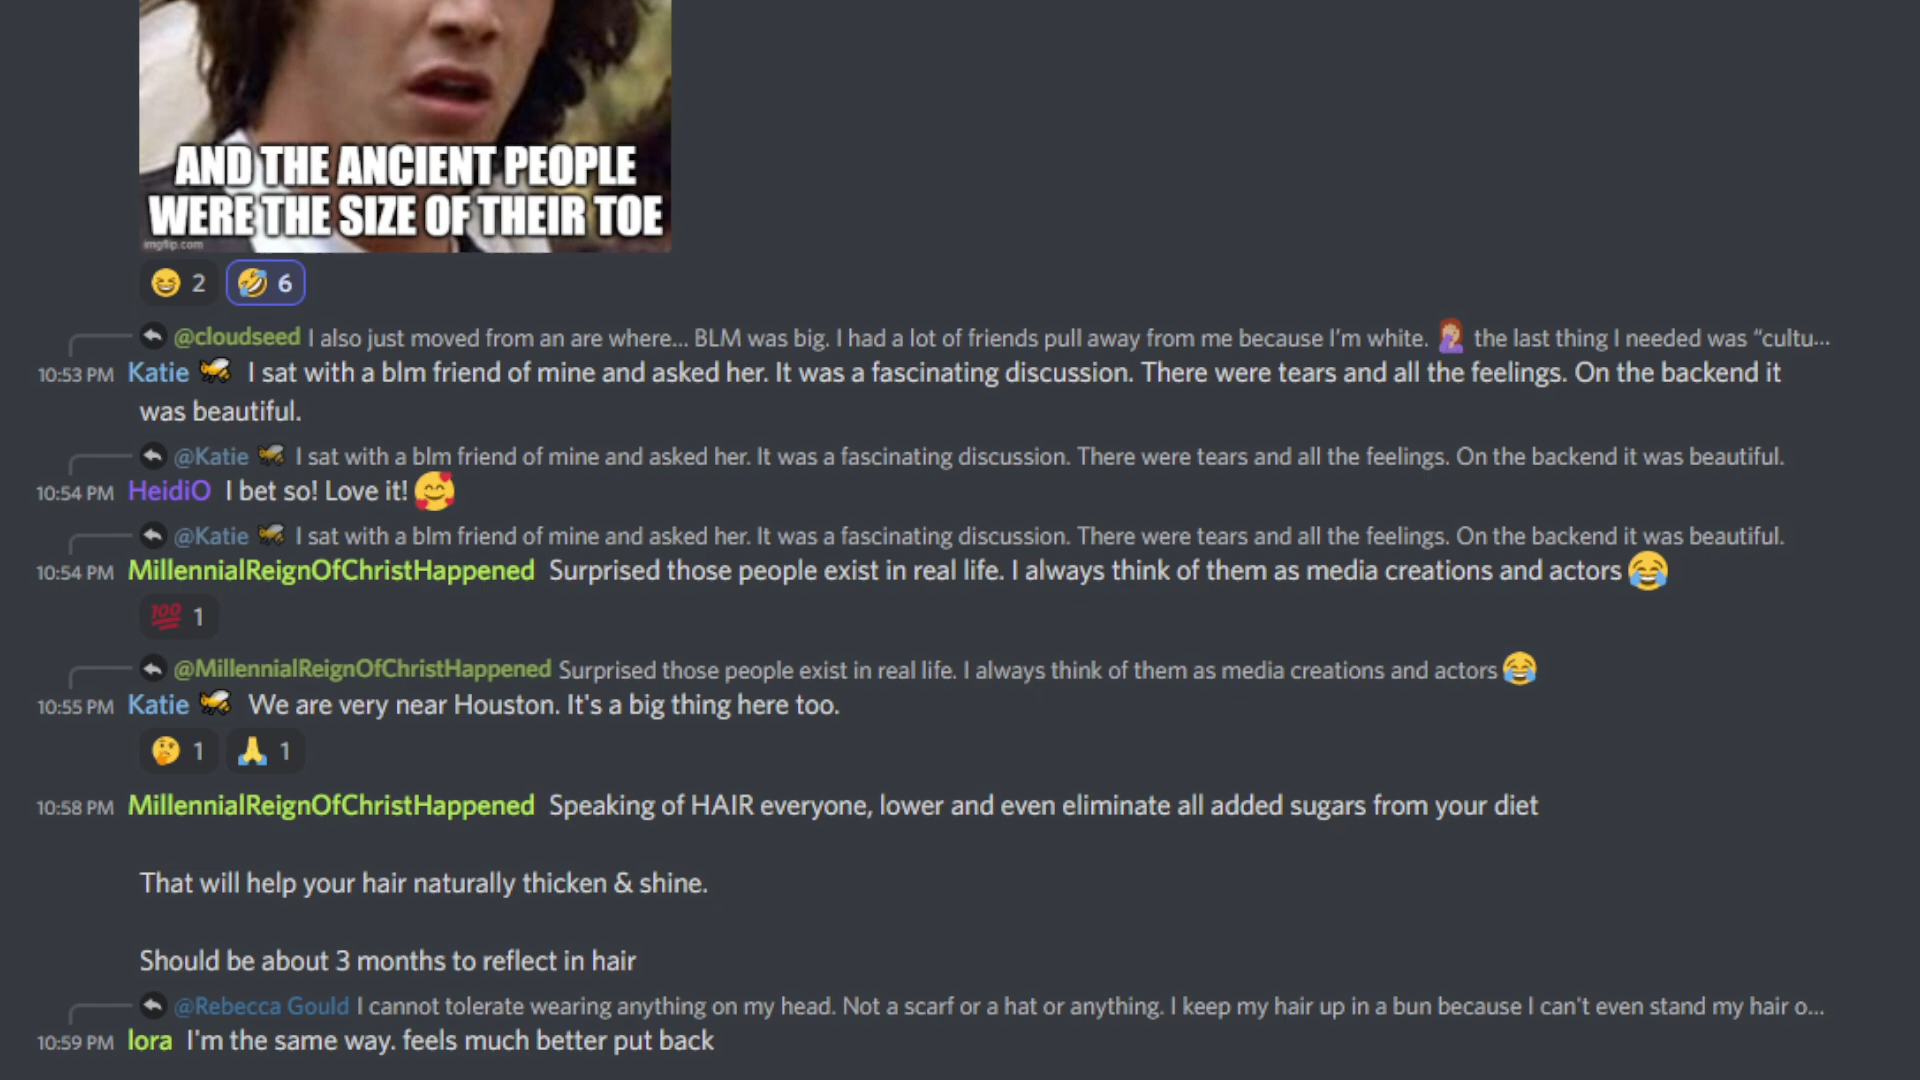 AND THE ANCIENT PEOPLE
WERE THE SIZE OF THEIR TOE
imgflip.com
2 6
@cloudseed I also just moved from an are where... BLM was big. I had a lot of friends pull away from me because I'm white. the last thing I needed was “cultu...
10:53 PM Katie I sat with a blm friend of mine and asked her. It was a fascinating discussion. There were tears and all the feelings. On the backend it
was beautiful.
@Katie I sat with a blm friend of mine and asked her. It was a fascinating discussion. There were tears and all the feelings. On the backend it was beautiful.
10:54 PM HeidiO I bet so! Love it!
@Katie I sat with a blm friend of mine and asked her. It was a fascinating discussion. There were tears and all the feelings. On the backend it was beautiful.
10:54 PM MillennialReignOfChristHappened Surprised those people exist in real life. I always think of them as media creations and actors
100 1
@MillennialReignOfChristHappened Surprised those people exist in real life. I always think of them as media creations and actors
10:55 PM Katie We are very near Houston. It's a big thing here too.
1 1
10:58 PM MillennialReignOfChristHappened Speaking of HAIR everyone, lower and even eliminate all added sugars from your diet
That will help your hair naturally thicken & shine.
Should be about 3 months to reflect in hair
@Rebecca Gould I cannot tolerate wearing anything on my head. Not a scarf or a hat or anything. I keep my hair up in a bun because I can't even stand my hair o...
10:59 PM lora I'm the same way. feels much better put back